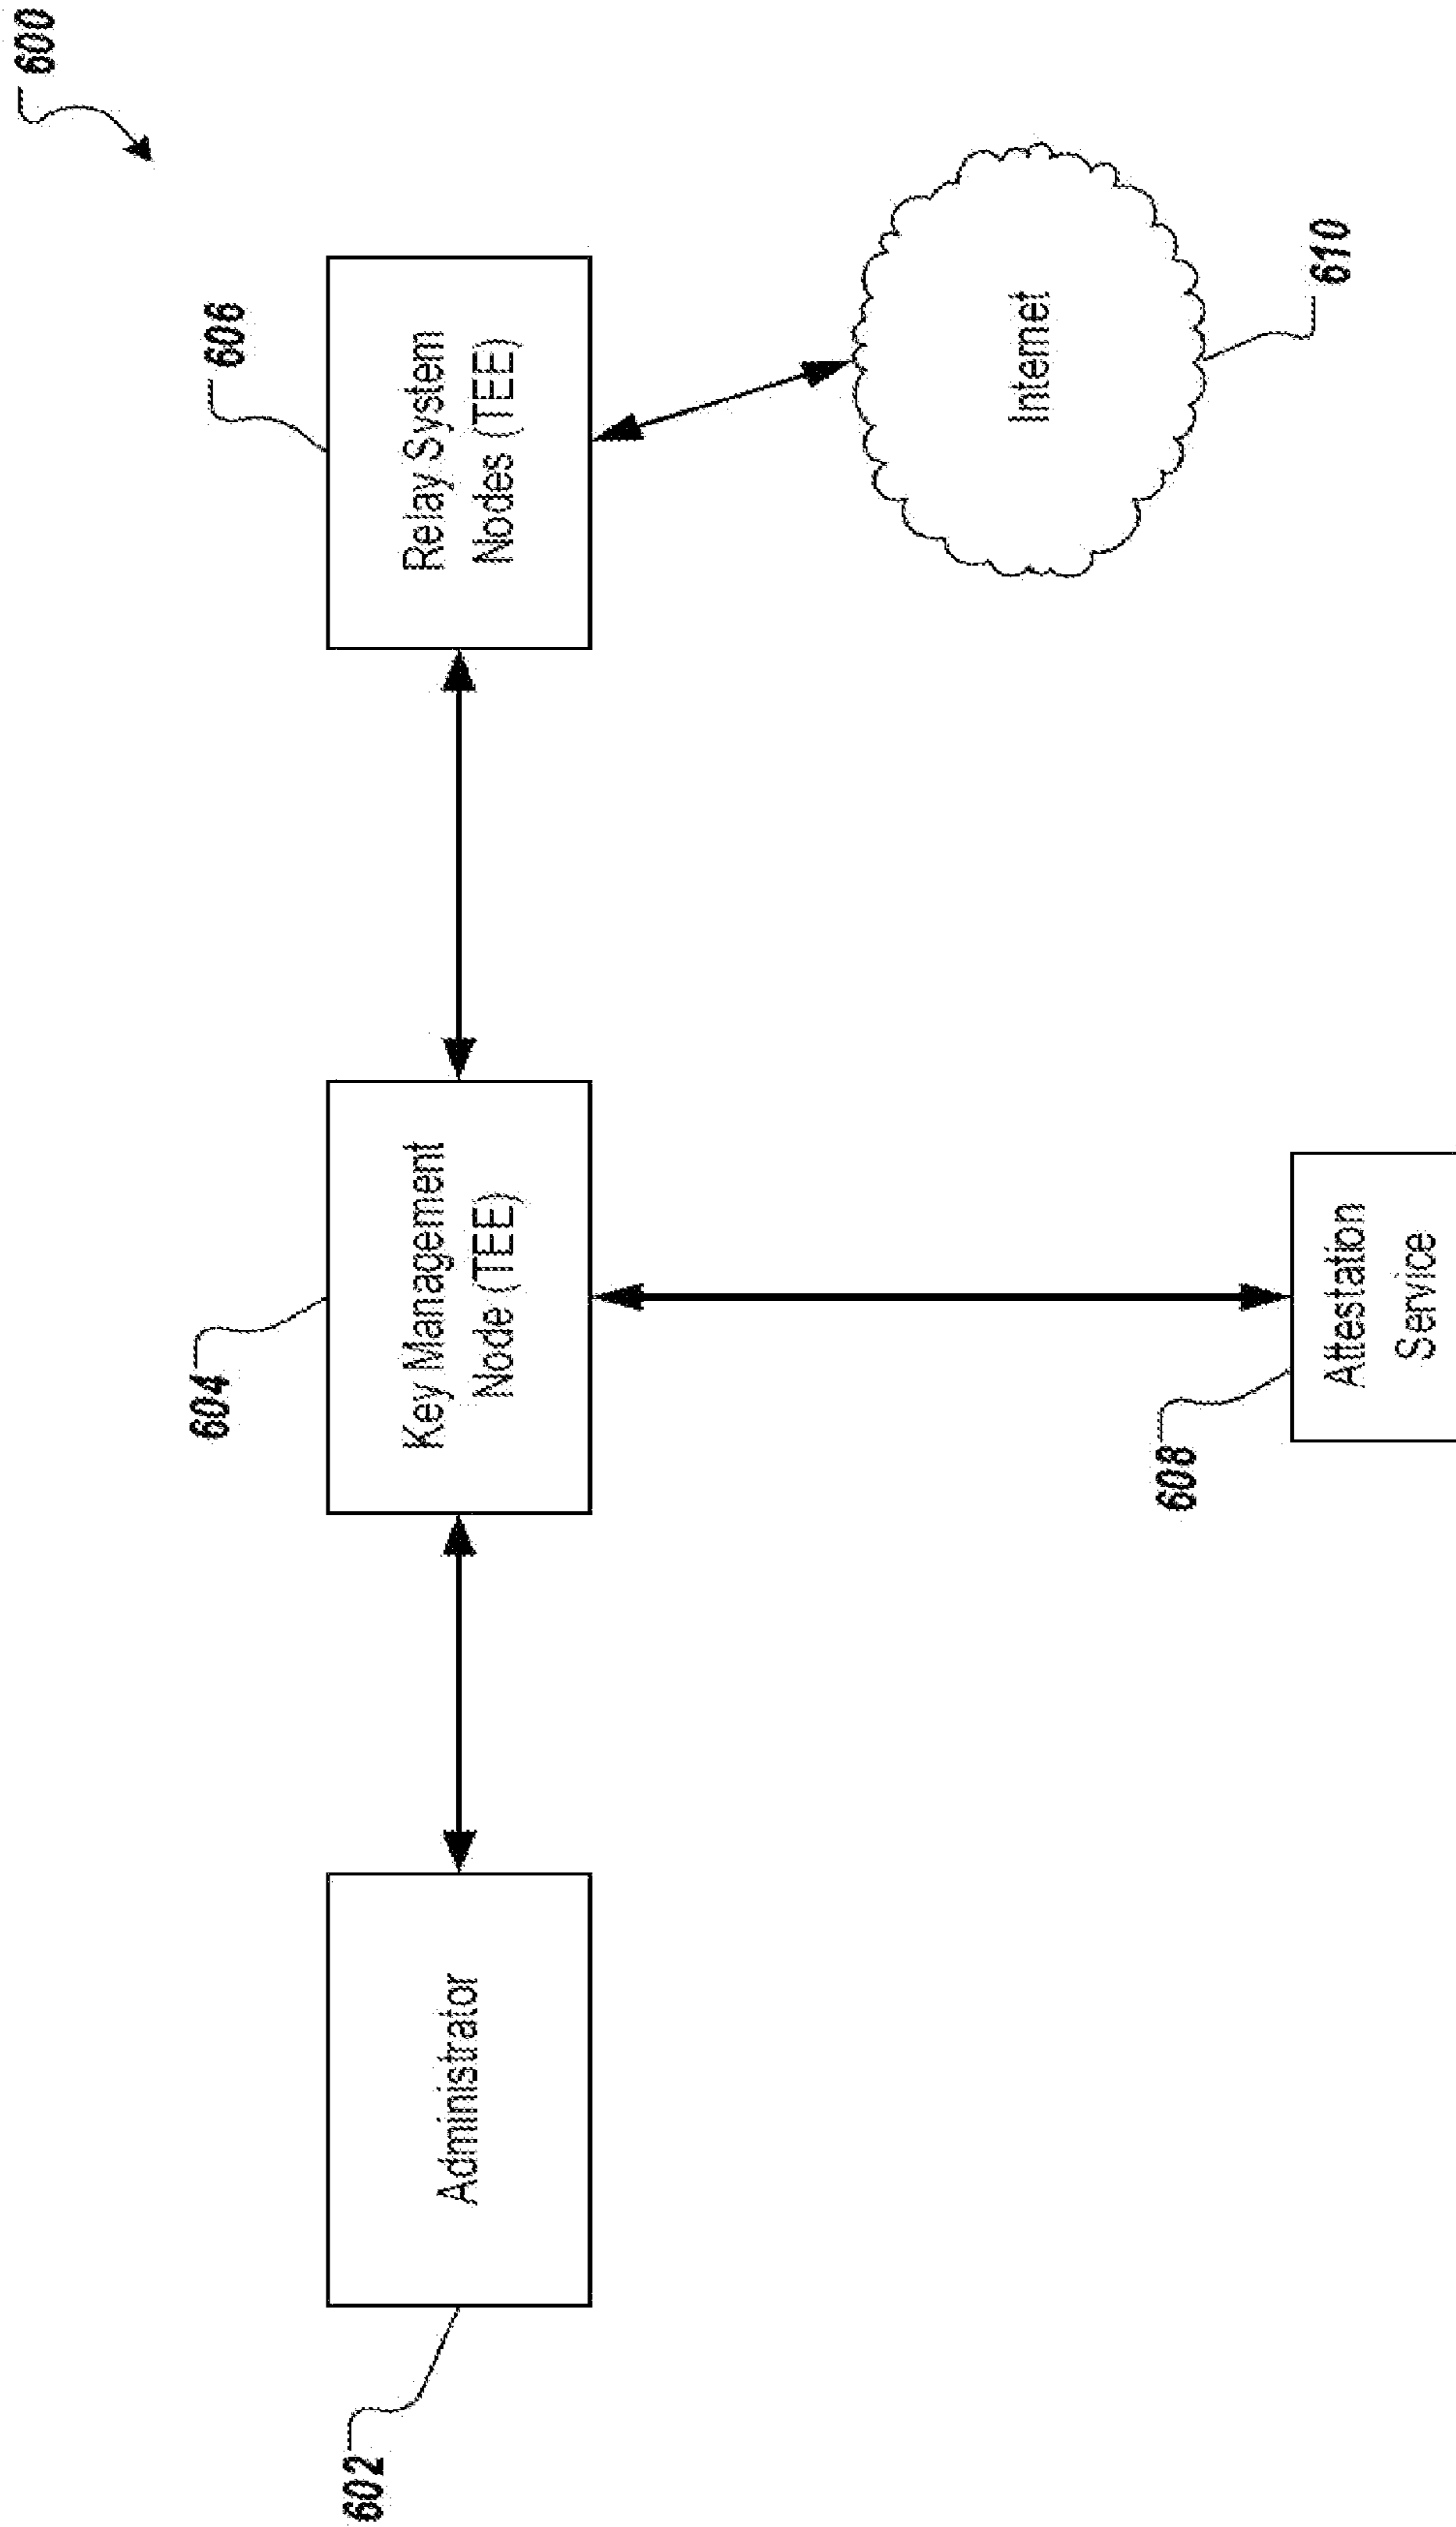 600
602
Administrator
604
Key Management
Node (TEE)
606
Relay System
Nodes (TEE)
608
Attestation
Service
Internet
610